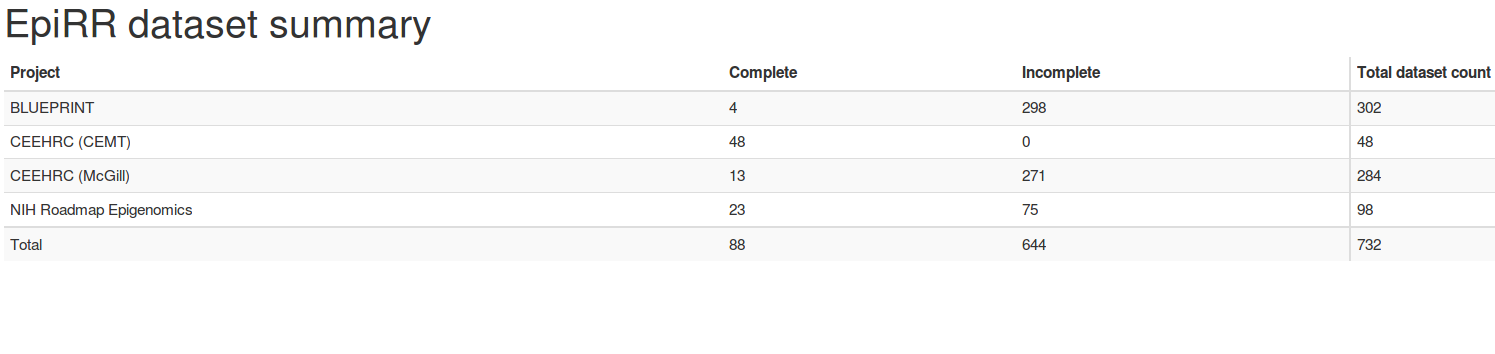 EpiRR dataset summary
Project Complete Incomplete Total dataset count
BLUEPRINT 4 298 302
CEEHRC (CEMT) 48 0 48
CEEHRC (McGill) 13 271 284
NIH Roadmap Epigenomics 23 75 98
Total 88 644 732